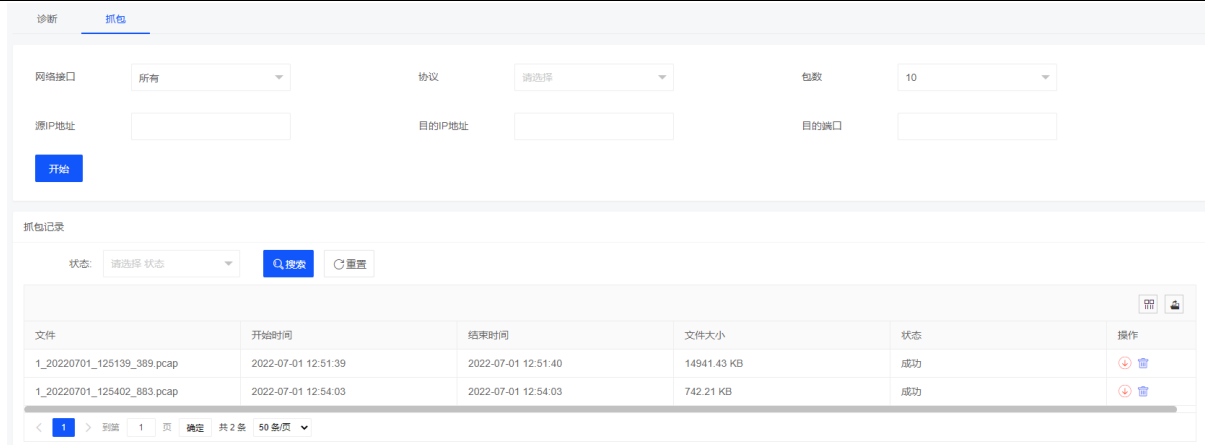 诊断 抓包
网络接口 所有 协议 请选择 包数 10
源IP地址 目的IP地址 目的端口
开始
抓包记录
状态: 请选择 状态 搜索 重置
文件 开始时间 结束时间 文件大小 状态 操作
1_20220701_125139_389.pcap 2022-07-01 12:51:39 2022-07-01 12:51:40 14941.43 KB 成功
1_20220701_125402_883.pcap 2022-07-01 12:54:03 2022-07-01 12:54:03 742.21 KB 成功
1 到第 1 页 确定 共 2 条 50 条/页